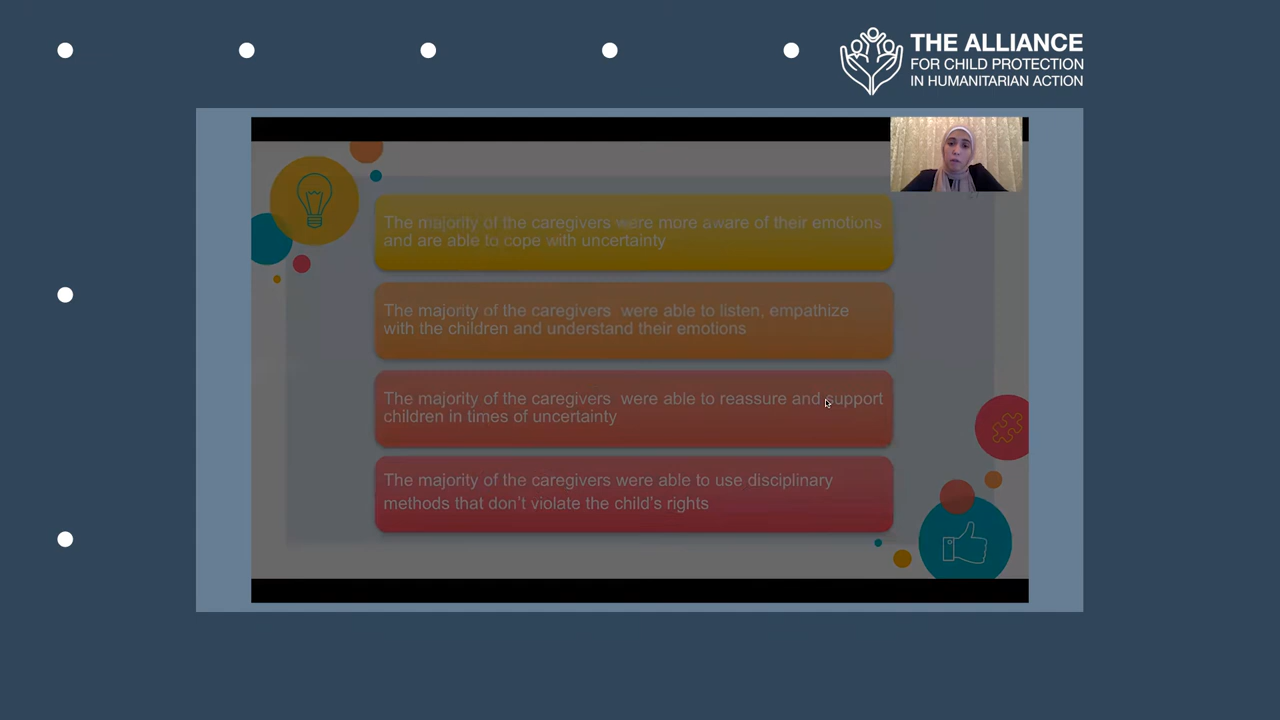 THE ALLIANCE
FOR CHILD PROTECTION
IN HUMANITARIAN ACTION
The majority of the caregivers were more aware of their emotions
and are able to cope with uncertainty
The majority of the caregivers were able to listen, empathize
with the children and understand their emotions
The majority of the caregivers were able to reassure and support
children in times of uncertainty
The majority of the caregivers were able to use disciplinary
methods that don't violate the child's rights